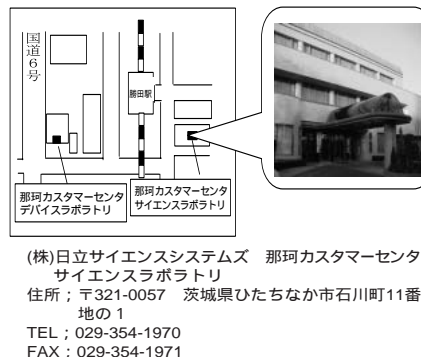 国道6号
勝田駅
那珂カスタマーセンタ
デバイスラボラトリ
那珂カスタマーセンタ
サイエンスラボラトリ
(株)日立サイエンスシステムズ　那珂カスタマーセンタ
サイエンスラボラトリ
住所；〒321-0057　茨城県ひたちなか市石川町11番
地の 1
TEL；029-354-1970
FAX；029-354-1971